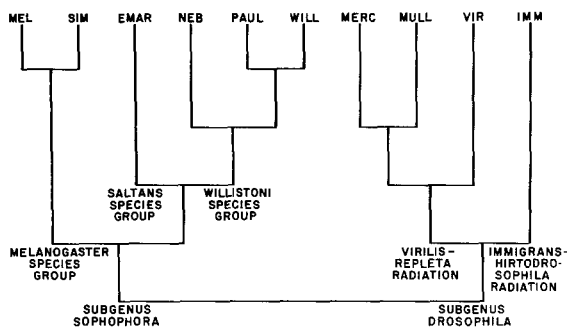 MEL SIM EMAR NEB PAUL WILL MERC MULL VIR IMM
SALTANS
SPECIES
GROUP
WILLISTONI
SPECIES
GROUP
MELANOGASTER
SPECIES
GROUP
VIRILIS-
REPLETA
RADIATION
IMMIGRANS-
HIRTODRO-
SOPHILA
RADIATION
SUBGENUS
SOPHOPHORA
SUBGENUS
DROSOPHILA